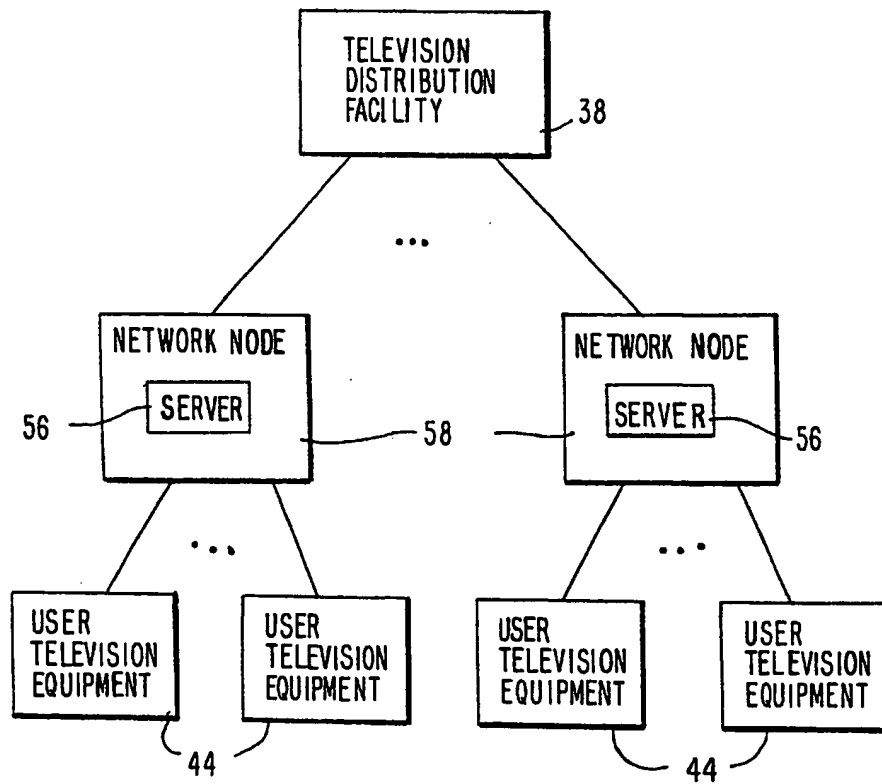 TELEVISION
DISTRIBUTION
FACILITY
38
NETWORK NODE
SERVER
56
58
NETWORK NODE
SERVER
56
USER
TELEVISION
EQUIPMENT
USER
TELEVISION
EQUIPMENT
44
USER
TELEVISION
EQUIPMENT
USER
TELEVISION
EQUIPMENT
44